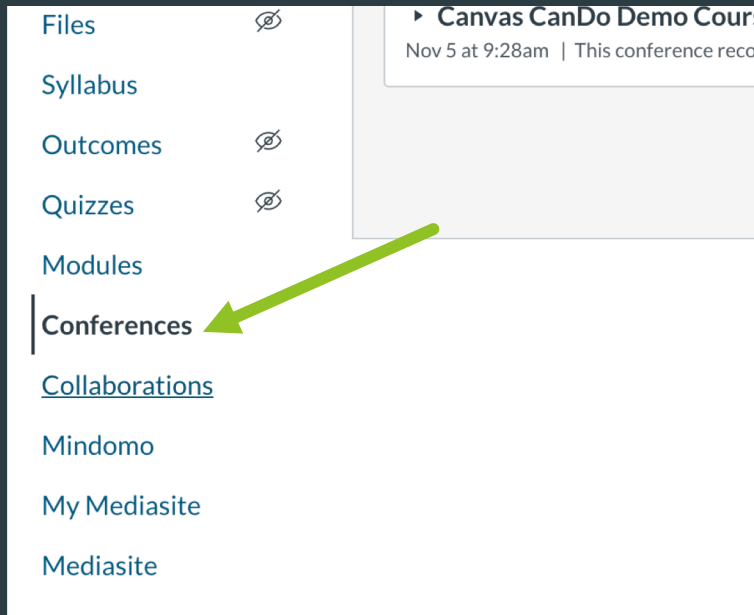 Files
Syllabus
Outcomes
Quizzes
Modules
Conferences
Collaborations
Mindomo
My Mediasite
Mediasite
Canvas CanDo Demo Cour
Nov 5 at 9:28am | This conference reco